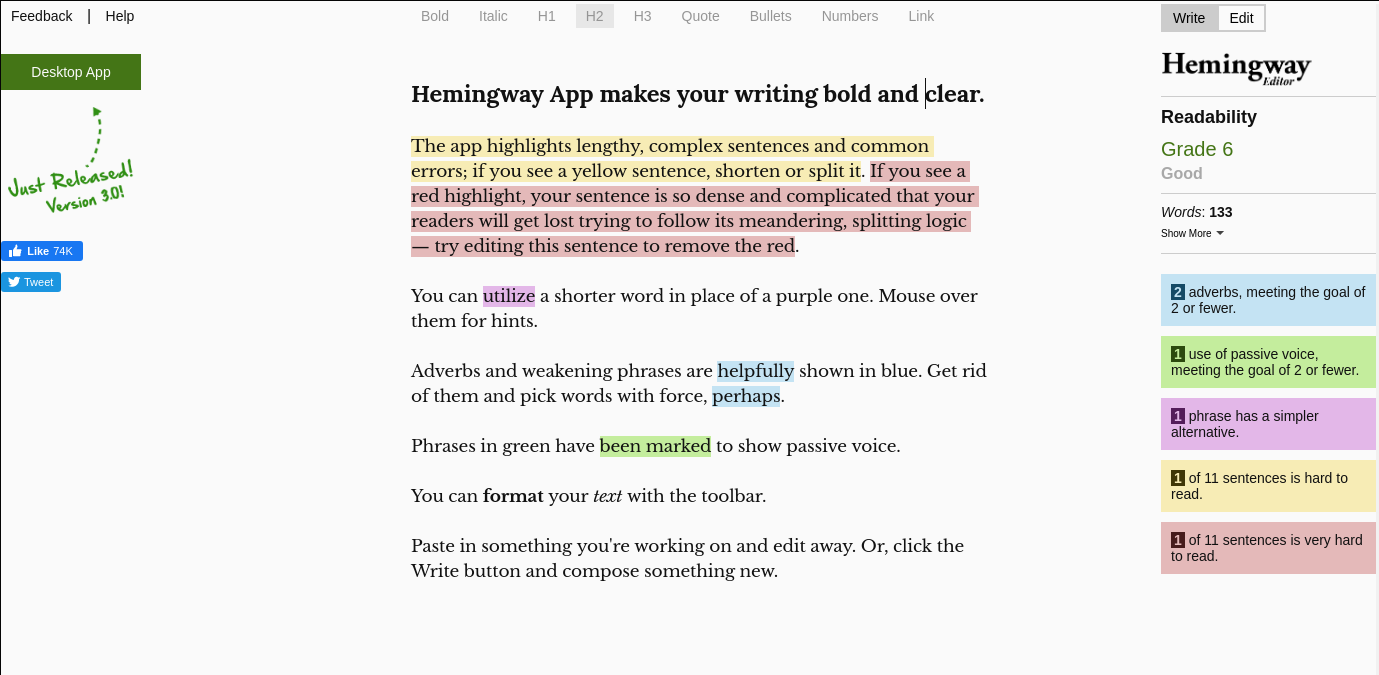 Feedback | Help
Bold Italic H1 H2 H3 Quote Bullets Numbers Link
Write Edit
Desktop App
Just Released!
Version 3.0!
Like 74K
Tweet
Hemingway App makes your writing bold and clear.
The app highlights lengthy, complex sentences and common
errors; if you see a yellow sentence, shorten or split it. If you see a
red highlight, your sentence is so dense and complicated that your
readers will get lost trying to follow its meandering, splitting logic
— try editing this sentence to remove the red.
You can utilize a shorter word in place of a purple one. Mouse over
them for hints.
Adverbs and weakening phrases are helpfully shown in blue. Get rid
of them and pick words with force, perhaps.
Phrases in green have been marked to show passive voice.
You can format your text with the toolbar.
Paste in something you're working on and edit away. Or, click the
Write button and compose something new.
Hemingway
Editor
Readability
Grade 6
Good
Words: 133
Show More
2 adverbs, meeting the goal of
2 or fewer.
1 use of passive voice,
meeting the goal of 2 or fewer.
1 phrase has a simpler
alternative.
1 of 11 sentences is hard to
read.
1 of 11 sentences is very hard
to read.